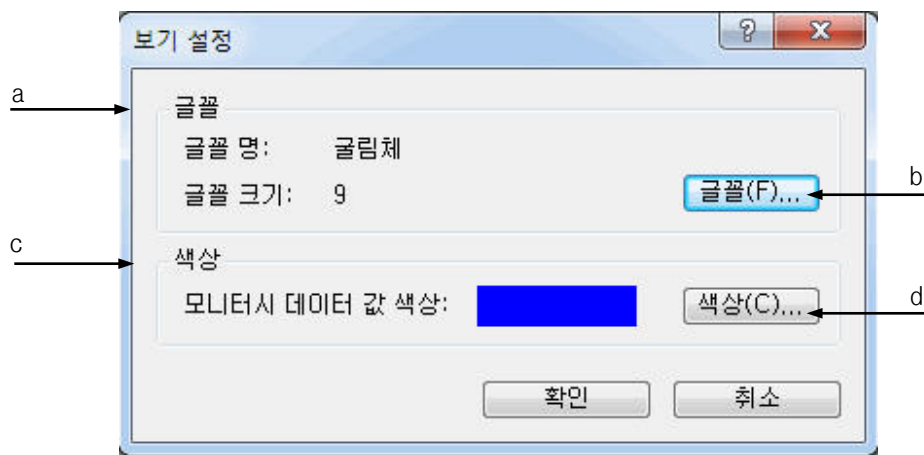 보기 설정
a
글꼴
글꼴 명: 굴림체
글꼴 크기: 9
글꼴(F)...
b
c
색상
모니터시 데이터 값 색상:
색상(C)...
d
확인
취소